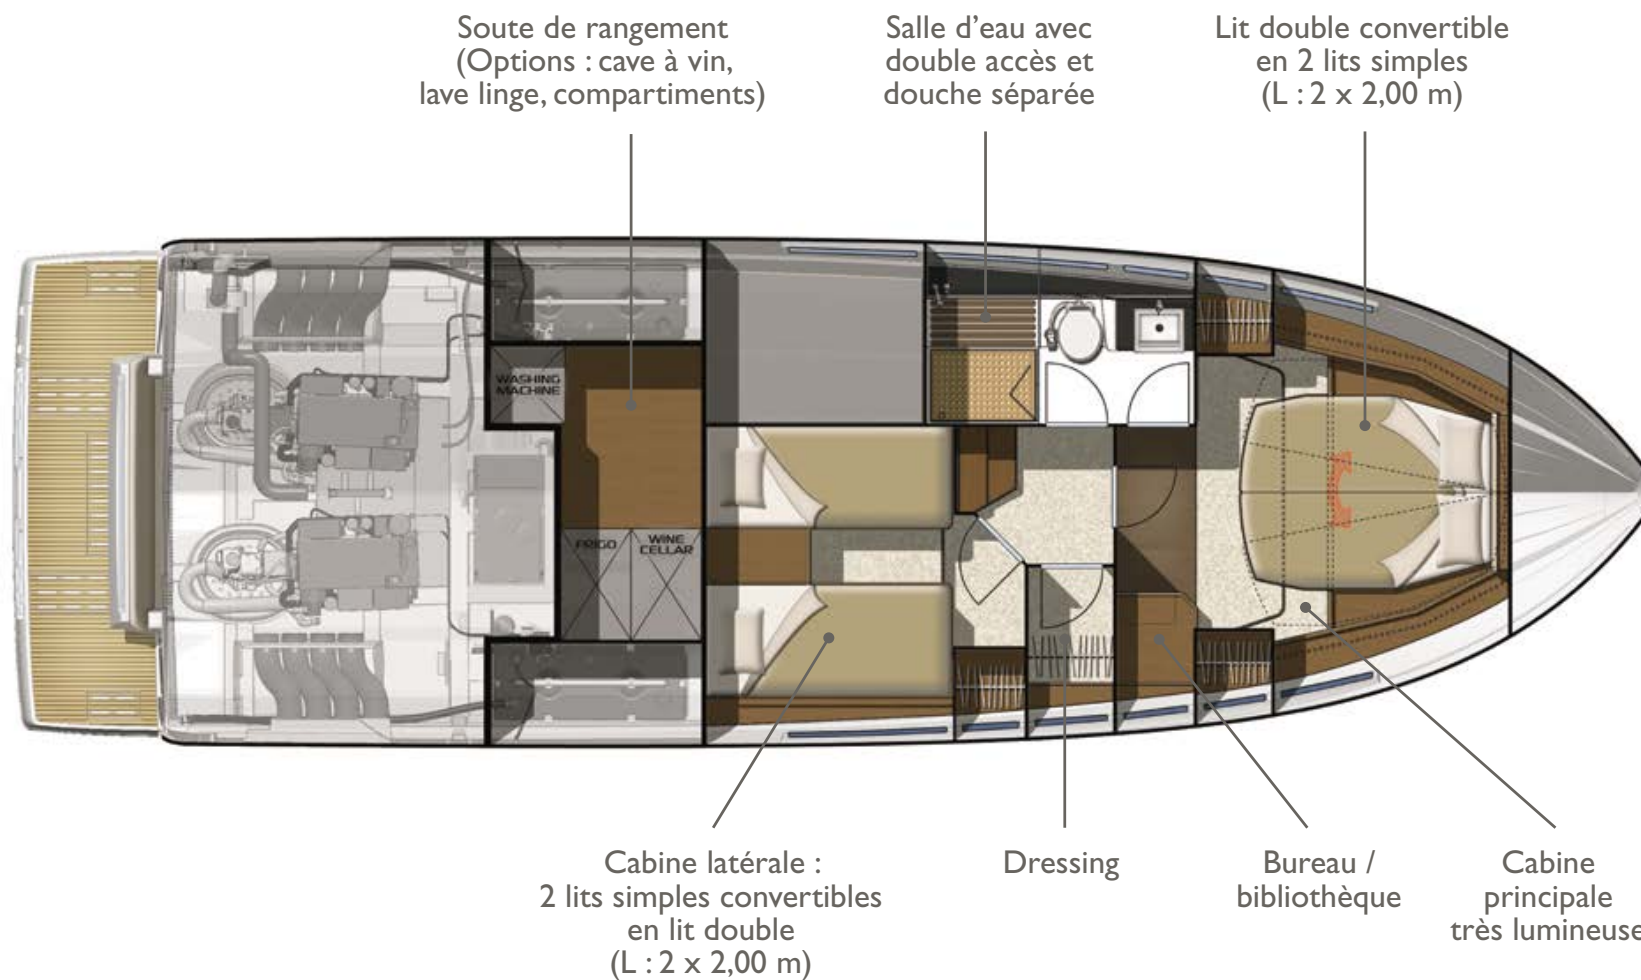 Soute de rangement
(Options : cave à vin,
lave linge, compartiments)
Salle d’eau avec
double accès et
douche séparée
Lit double convertible
en 2 lits simples
(L : 2 x 2,00 m)
WASHING
MACHINE
FRIGO
WINE
CELLAR
Cabine latérale :
2 lits simples convertibles
en lit double
(L : 2 x 2,00 m)
Dressing
Bureau /
bibliothèque
Cabine
principale
très lumineuse